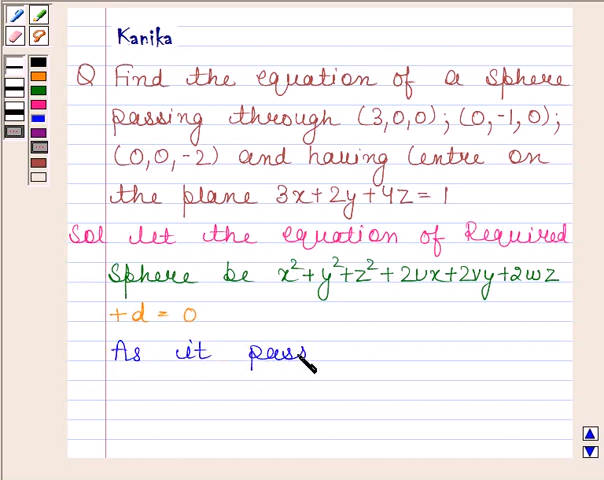 Kanika
Q Find the equation of a sphere
passing through (3,0,0); (0,-1,0);
(0,0,-2) and having Centre on
the plane 3x+2y+4z=1
Sol let the equation of Required
Sphere be x²+y²+z²+2ux+2vy+2wz
+d=0
As it pass